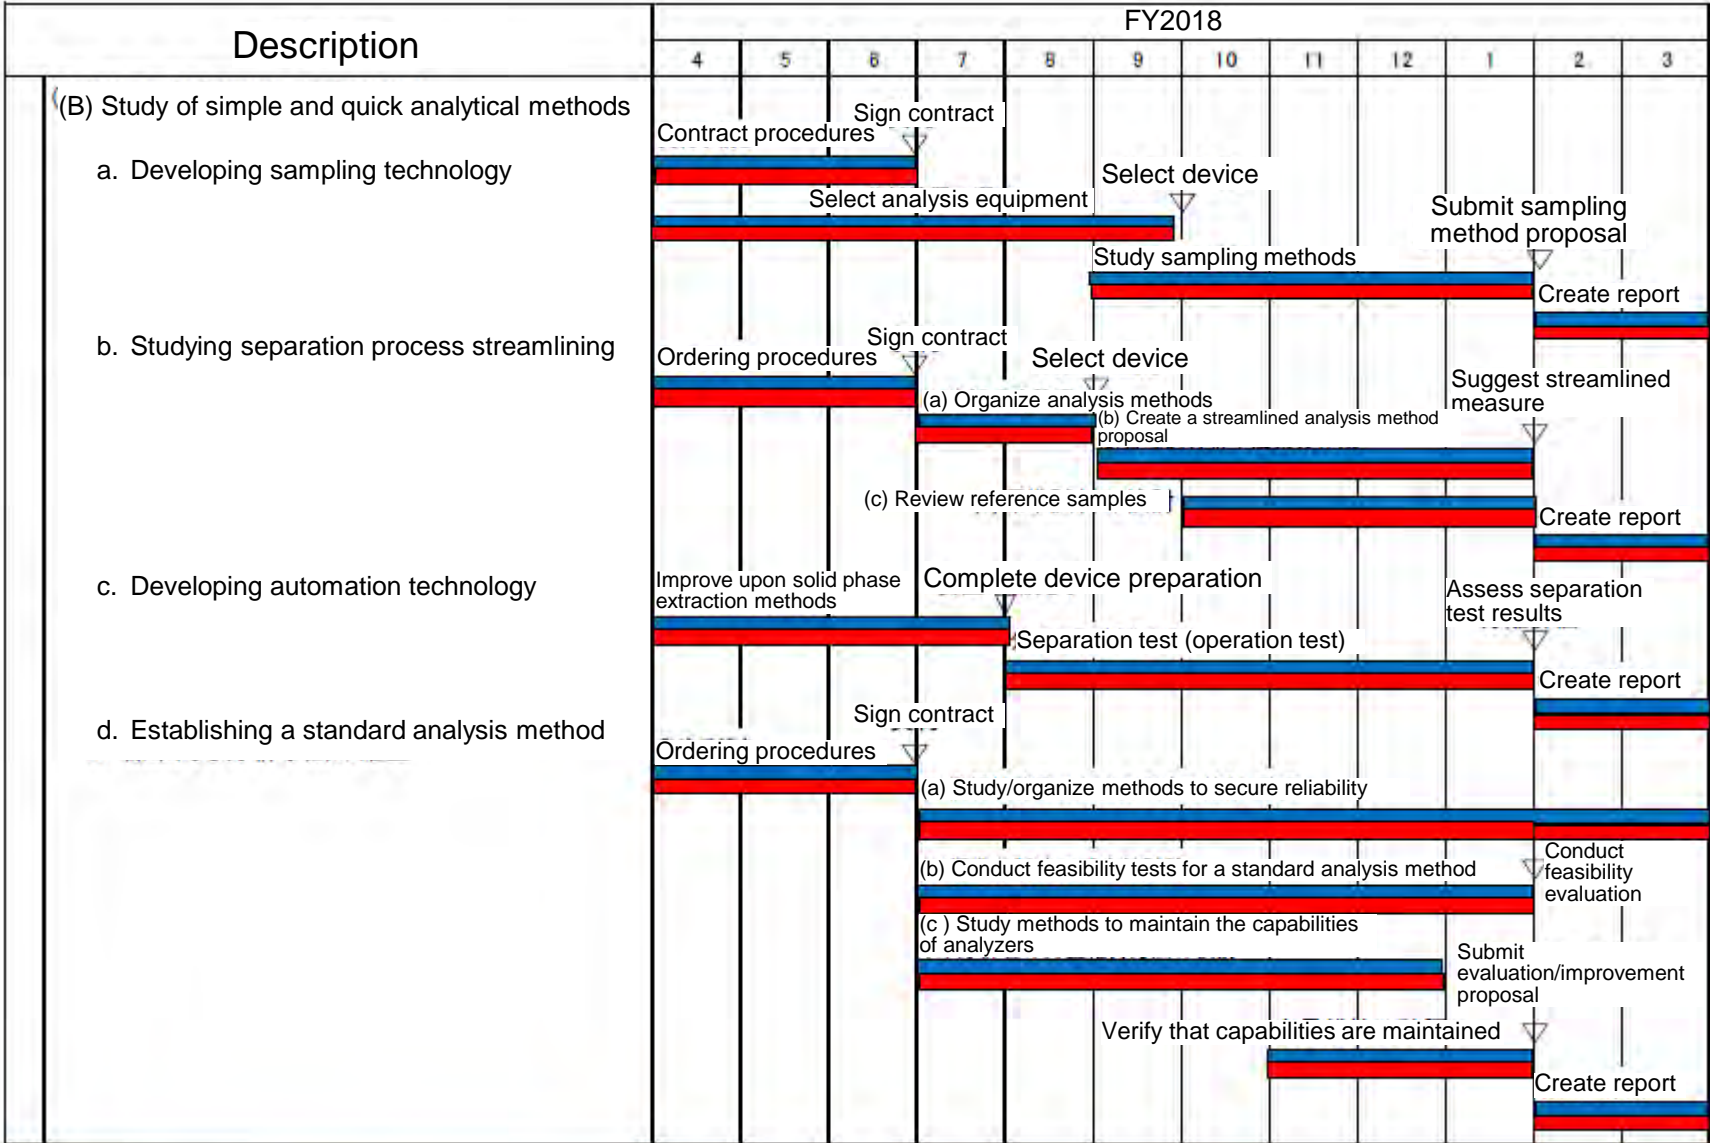 Description
FY2018
4 5 6 7 8 9 10 11 12 1 2 3
(B) Study of simple and quick analytical methods
Sign contract
Contract procedures
a. Developing sampling technology
Select device
Select analysis equipment
Submit sampling
method proposal
Study sampling methods
Create report
b. Studying separation process streamlining
Sign contract
Ordering procedures
Select device
Suggest streamlined
measure
(a) Organize analysis methods
(b) Create a streamlined analysis method
proposal
(c) Review reference samples
Create report
c. Developing automation technology
Improve upon solid phase
extraction methods
Complete device preparation
Assess separation
test results
Separation test (operation test)
Create report
d. Establishing a standard analysis method
Sign contract
Ordering procedures
(a) Study/organize methods to secure reliability
(b) Conduct feasibility tests for a standard analysis method
Conduct
feasibility
evaluation
(c ) Study methods to maintain the capabilities
of analyzers
Submit
evaluation/improvement
proposal
Verify that capabilities are maintained
Create report